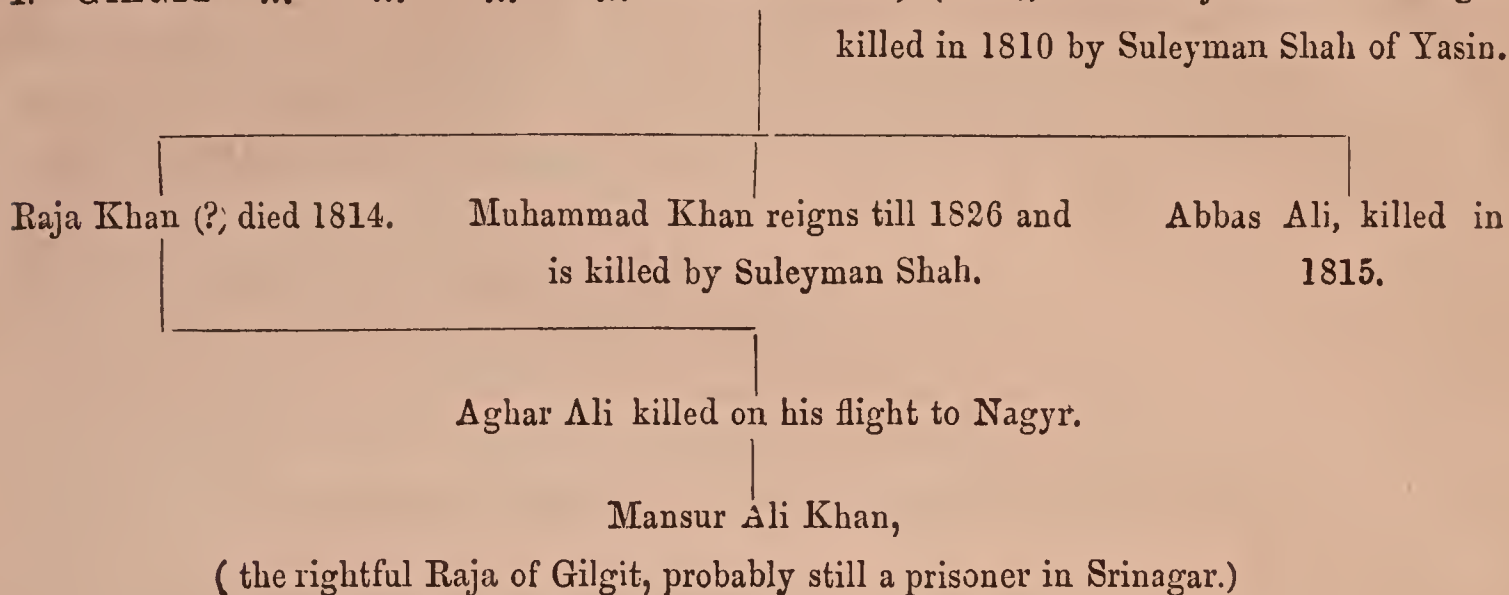 killed in 1810 by Suleyman Shah of Yasin.
Raja Khan (?; died 1814. Muhammad Khan reigns till 1826 and Abbas Ali, killed in
is killed by Suleyman Shah. 1815.
Aghar Ali killed on his flight to Nagyr.
Mansur Ali Khan,
( the rightful Raja of Gilgit, probably still a prisoner in Srinagar.)